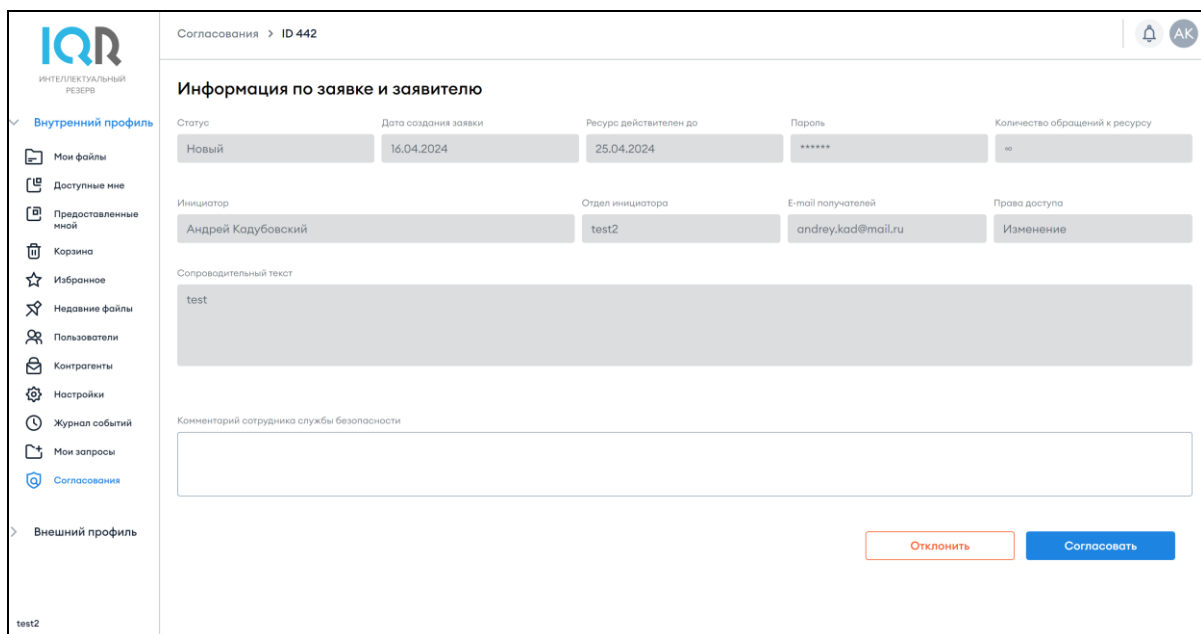 IQR
ИНТЕЛЛЕКТУАЛЬНЫЙ
РЕЗЕРВ
Внутренний профиль
Мои файлы
Доступные мне
Предоставленные
мной
Корзина
Избранное
Недавние файлы
Пользователи
Контрагенты
Настройки
Журнал событий
Мои запросы
Согласования
Внешний профиль
test2
Согласования > ID 442
AK
Информация по заявке и заявителю
Статус
Дата создания заявки
Ресурс действителен до
Пароль
Количество обращений к ресурсу
Новый
16.04.2024
25.04.2024
******
∞
Инициатор
Отдел инициатора
E-mail получателей
Права доступа
Андрей Кадубовский
test2
andrey.kad@mail.ru
Изменение
Сопроводительный текст
test
Комментарий сотрудника службы безопасности
Отклонить
Согласовать